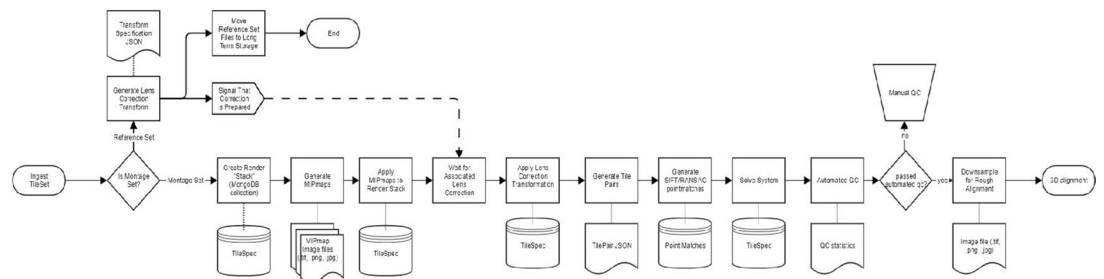 Transform
Specification
JSON
Move
Reference Set
Files to Long
Term Storage
End
Generate Lens
Correction
Transform
Signal That
Correction
is Prepared
Manual QC
Reference Set
no
Ingest
TileSet
Is Montage
Set?
Montage Set
Create Render
"Stack"
(MongoDB
collection)
Generate
MIPmaps
Apply
MIPmaps to
Render Stack
Wait for
Associated
Lens
Correction
Apply Lens
Correction
Transformation
Generate Tile
Pairs
Generate
SIFT/RANSAC
pointmatches
Solve System
Automated QC
passed
automated qc?
yes
Downsample
for Rough
Alignment
3D alignment
TileSpec
MIPmap
Image files
(.tif, .png, .jpg)
TileSpec
TileSpec
TilePair JSON
Point Matches
TileSpec
QC statistics
Image file (.tif,
.png, .jpg)